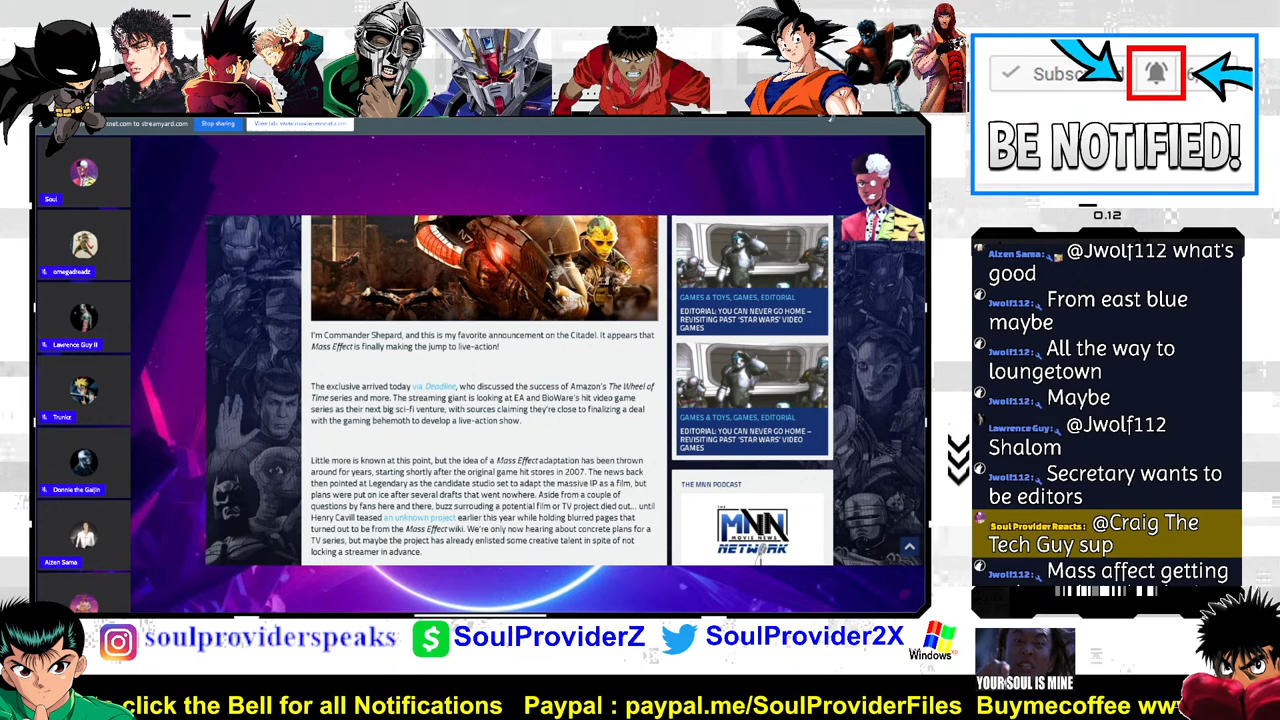 snet.com to streamyard.com
Stop sharing
View tab: www.movienewsnet.com
Soul
omegadreadz
Lawrence Guy II
Trunkz
Donnie the Gaijin
Aizen Sama
I'm Commander Shepard, and this is my favorite announcement on the Citadel. It appears that
Mass Effect is finally making the jump to live-action!
The exclusive arrived today via Deadline, who discussed the success of Amazon's The Wheel of
Time series and more. The streaming giant is looking at EA and BioWare's hit video game
series as their next big sci-fi venture, with sources claiming they're close to finalizing a deal
with the gaming behemoth to develop a live-action show.
Little more is known at this point, but the idea of a Mass Effect adaptation has been thrown
around for years, starting shortly after the original game hit stores in 2007. The news back
then pointed at Legendary as the candidate studio set to adapt the massive IP as a film, but
plans were put on ice after several drafts that went nowhere. Aside from a couple of
questions by fans here and there, buzz surrouding a potential film or TV project died out... until
Henry Cavill teased an unknown project earlier this year while holding blurred pages that
turned out to be from the Mass Effect wiki. We're only now hearing about concrete plans for a
TV series, but maybe the project has already enlisted some creative talent in spite of not
locking a streamer in advance.
GAMES & TOYS, GAMES, EDITORIAL
EDITORIAL: YOU CAN NEVER GO HOME –
REVISITING PAST 'STAR WARS' VIDEO
GAMES
GAMES & TOYS, GAMES, EDITORIAL
EDITORIAL: YOU CAN NEVER GO HOME –
REVISITING PAST 'STAR WARS' VIDEO
GAMES
THE MNN PODCAST
THE
MNN
MOVIE NEWS
NETWORK
Subsc
BE NOTIFIED!
0.12
Aizen Sama: @Jwolf112 what's
good
Jwolf112: From east blue
maybe
Jwolf112: All the way to
loungetown
Jwolf112: Maybe
Lawrence Guy: @Jwolf112
Shalom
Jwolf112: Secretary wants to
be editors
Soul Provider Reacts: @Craig The
Tech Guy sup
Jwolf112: Mass affect getting
soulproviderspeaks
SoulProviderZ
SoulProvider2X
Windows XP
YOUR SOUL IS MINE
click the Bell for all Notifications Paypal : paypal.me/SoulProviderFiles Buymecoffee ww